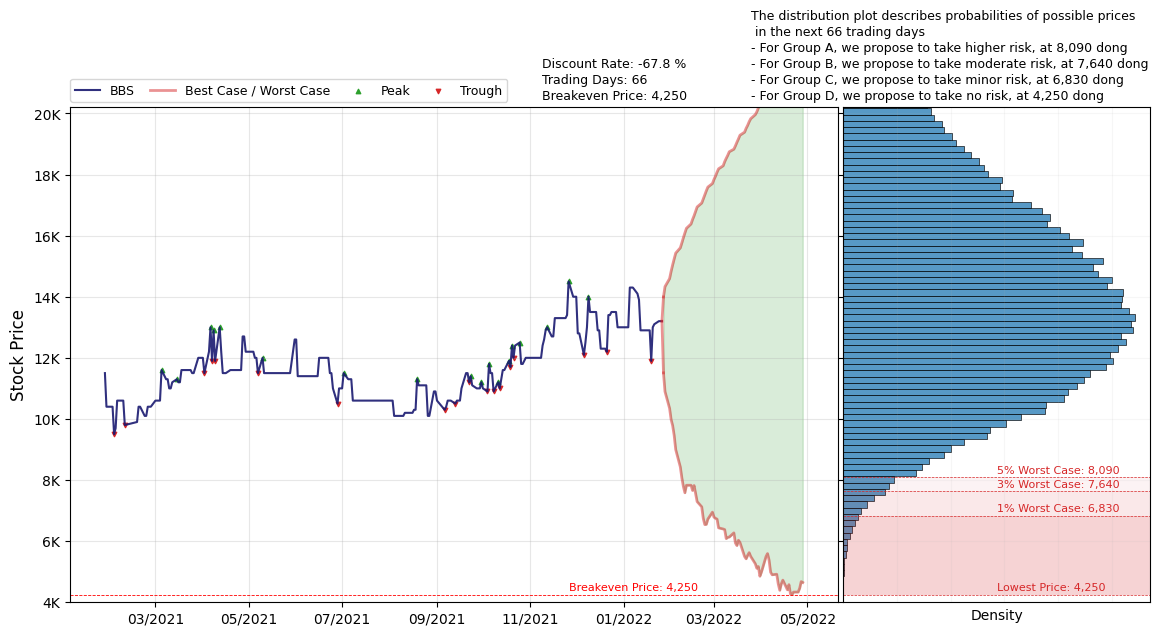 The distribution plot describes probabilities of possible prices
in the next 66 trading days
- For Group A, we propose to take higher risk, at 8,090 dong
- For Group B, we propose to take moderate risk, at 7,640 dong
- For Group C, we propose to take minor risk, at 6,830 dong
- For Group D, we propose to take no risk, at 4,250 dong
Discount Rate: -67.8 %
Trading Days: 66
Breakeven Price: 4,250
BBS
Best Case / Worst Case
Peak
Trough
Stock Price
20K
18K
16K
14K
12K
10K
8K
6K
4K
Breakeven Price: 4,250
5% Worst Case: 8,090
3% Worst Case: 7,640
1% Worst Case: 6,830
Lowest Price: 4,250
03/2021
05/2021
07/2021
09/2021
11/2021
01/2022
03/2022
05/2022
Density